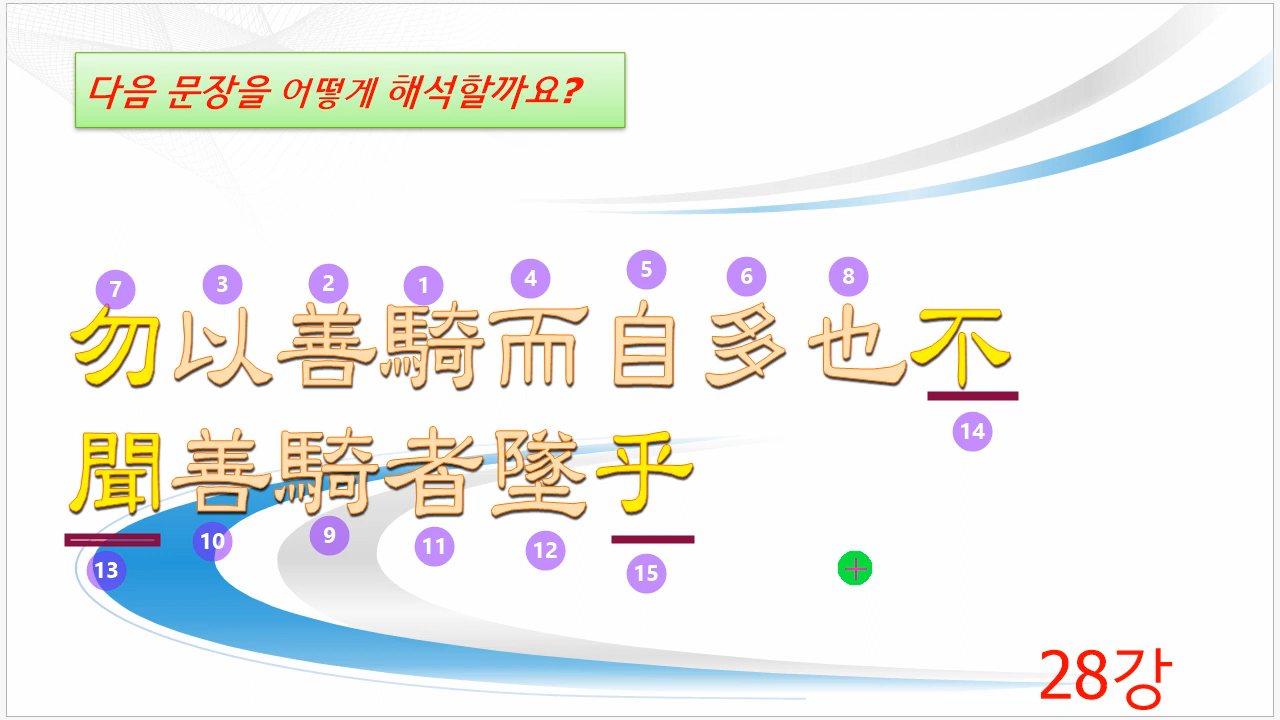 다음 문장을 어떻게 해석할까요?
7 3 2 1 4 5 6 8
勿以善騎而自多也不
14
聞善騎者墜乎
13 10 9 11 12 15
28강